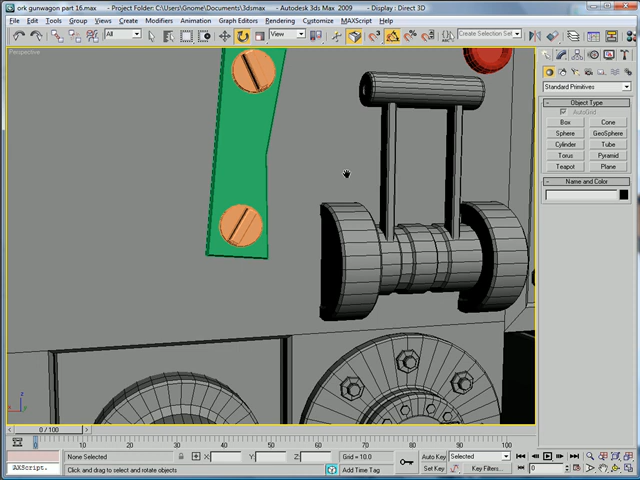 ork gunwagon part 16.max - Project Folder: C:\Users\Gnome\Documents\3dsmax - Autodesk 3ds Max 2009 - Display : Direct 3D
File Edit Tools Group Views Create Modifiers Animation Graph Editors Rendering Customize MAXScript Help
All View Create Selection Set
Perspective
Standard Primitives
- Object Type
AutoGrid
Box Cone
Sphere GeoSphere
Cylinder Tube
Torus Pyramid
Teapot Plane
- Name and Color
0 / 100
0 10 20 30 40 50 60 70 80 90 100
None Selected X: Y: Z: Grid = 10.0 Auto Key Selected
AXScript. Click and drag to select and rotate objects Add Time Tag Set Key Key Filters... 0